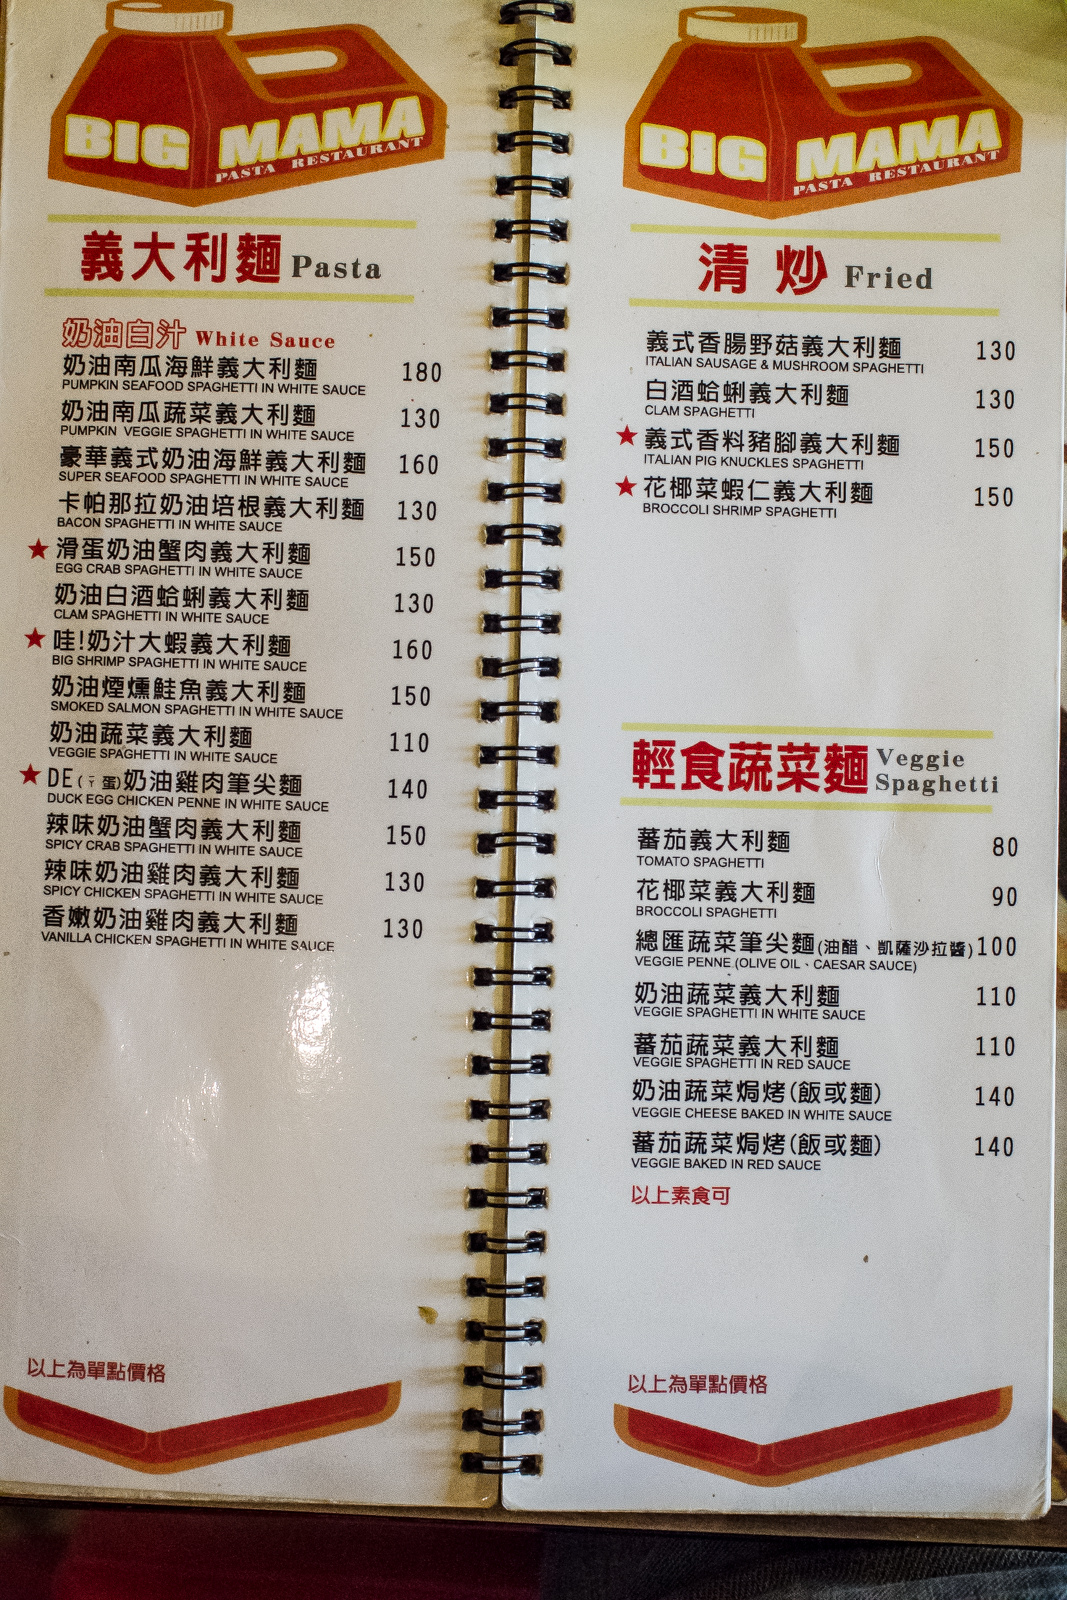 BIG MAMA
PASTA RESTAURANT
義大利麵 Pasta
奶油白汁 White Sauce
奶油南瓜海鮮義大利麵 180
PUMPKIN SEAFOOD SPAGHETTI IN WHITE SAUCE
奶油南瓜蔬菜義大利麵 130
PUMPKIN VEGGIE SPAGHETTI IN WHITE SAUCE
豪華義式奶油海鮮義大利麵 160
SUPER SEAFOOD SPAGHETTI IN WHITE SAUCE
卡帕那拉奶油培根義大利麵 130
BACON SPAGHETTI IN WHITE SAUCE
★ 滑蛋奶油蟹肉義大利麵 150
EGG CRAB SPAGHETTI IN WHITE SAUCE
奶油白酒蛤蜊義大利麵 130
CLAM SPAGHETTI IN WHITE SAUCE
★ 哇!奶汁大蝦義大利麵 160
BIG SHRIMP SPAGHETTI IN WHITE SAUCE
奶油煙燻鮭魚義大利麵 150
SMOKED SALMON SPAGHETTI IN WHITE SAUCE
奶油蔬菜義大利麵 110
VEGGIE SPAGHETTI IN WHITE SAUCE
★ DE(ㄎㄚ蛋)奶油雞肉筆尖麵 140
DUCK EGG CHICKEN PENNE IN WHITE SAUCE
辣味奶油蟹肉義大利麵 150
SPICY CRAB SPAGHETTI IN WHITE SAUCE
辣味奶油雞肉義大利麵 130
SPICY CHICKEN SPAGHETTI IN WHITE SAUCE
香嫩奶油雞肉義大利麵 130
VANILLA CHICKEN SPAGHETTI IN WHITE SAUCE
以上為單點價格
BIG MAMA
PASTA RESTAURANT
清炒 Fried
義式香腸野菇義大利麵 130
ITALIAN SAUSAGE & MUSHROOM SPAGHETTI
白酒蛤蜊義大利麵 130
CLAM SPAGHETTI
★ 義式香料豬腳義大利麵 150
ITALIAN PIG KNUCKLES SPAGHETTI
★ 花椰菜蝦仁義大利麵 150
BROCCOLI SHRIMP SPAGHETTI
輕食蔬菜麵 Veggie Spaghetti
蕃茄義大利麵 80
TOMATO SPAGHETTI
花椰菜義大利麵 90
BROCCOLI SPAGHETTI
總匯蔬菜筆尖麵(油醋、凱薩沙拉醬) 100
VEGGIE PENNE (OLIVE OIL、CAESAR SAUCE)
奶油蔬菜義大利麵 110
VEGGIE SPAGHETTI IN WHITE SAUCE
蕃茄蔬菜義大利麵 110
VEGGIE SPAGHETTI IN RED SAUCE
奶油蔬菜焗烤(飯或麵) 140
VEGGIE CHEESE BAKED IN WHITE SAUCE
蕃茄蔬菜焗烤(飯或麵) 140
VEGGIE BAKED IN RED SAUCE
以上素食可
以上為單點價格